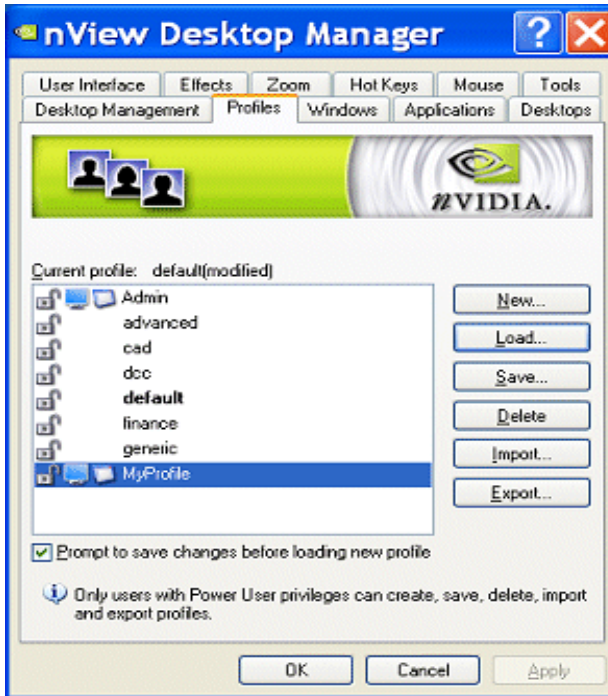 nView Desktop Manager
?
User Interface Effects Zoom Hot Keys Mouse Tools
Desktop Management Profiles Windows Applications Desktops
nVIDIA.
Current profile: default(modified)
Admin
New...
advanced
Load...
cad
dcc
Save...
default
Delete
finance
generic
Import...
MyProfile
Export...
Prompt to save changes before loading new profile
Only users with Power User privileges can create, save, delete, import
and export profiles.
OK Cancel Apply